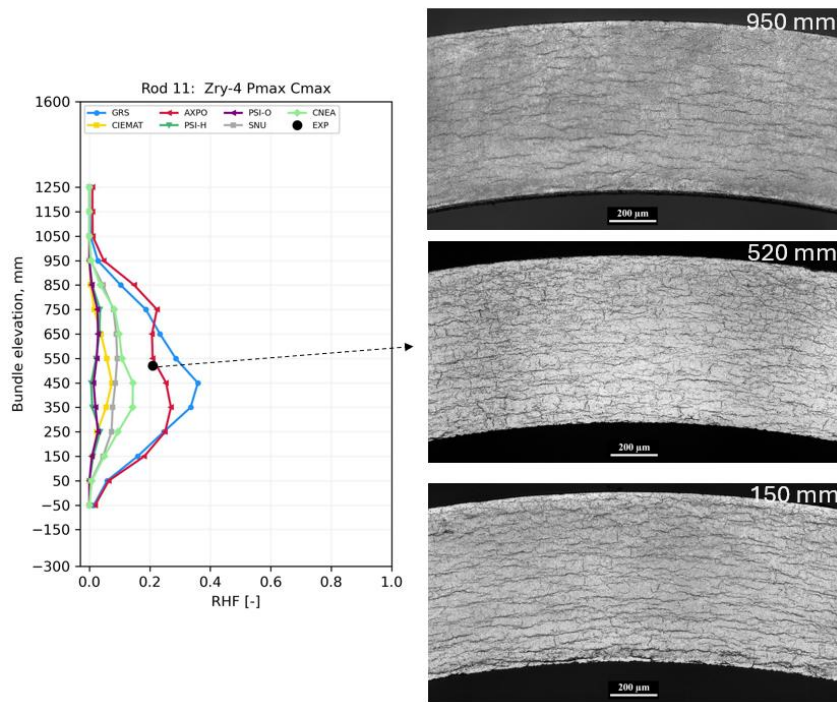 Rod 11: Zry-4 Pmax Cmax
GRS
CIEMAT
AXPO
PSI-H
PSI-O
SNU
CNEA
EXP
Bundle elevation, mm
1600
1250
1150
1050
950
850
750
650
550
450
350
250
150
50
−50
−150
−300
0.0 0.2 0.4 0.6 0.8 1.0
RHF [-]
950 mm
200 µm
520 mm
200 µm
150 mm
200 µm